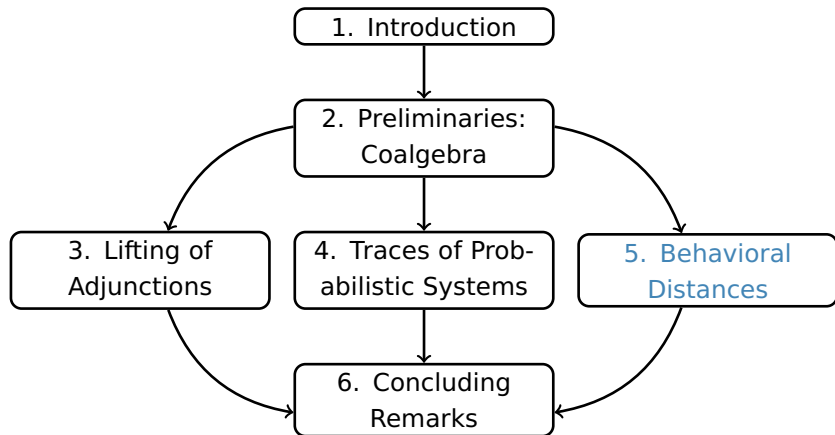 1. Introduction
2. Preliminaries:
Coalgebra
3. Lifting of
Adjunctions
4. Traces of Prob-
abilistic Systems
5. Behavioral
Distances
6. Concluding
Remarks